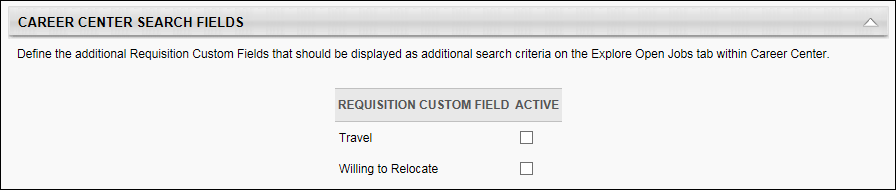 CAREER CENTER SEARCH FIELDS
Define the additional Requisition Custom Fields that should be displayed as additional search criteria on the Explore Open Jobs tab within Career Center.
REQUISITION CUSTOM FIELD ACTIVE
Travel
Willing to Relocate